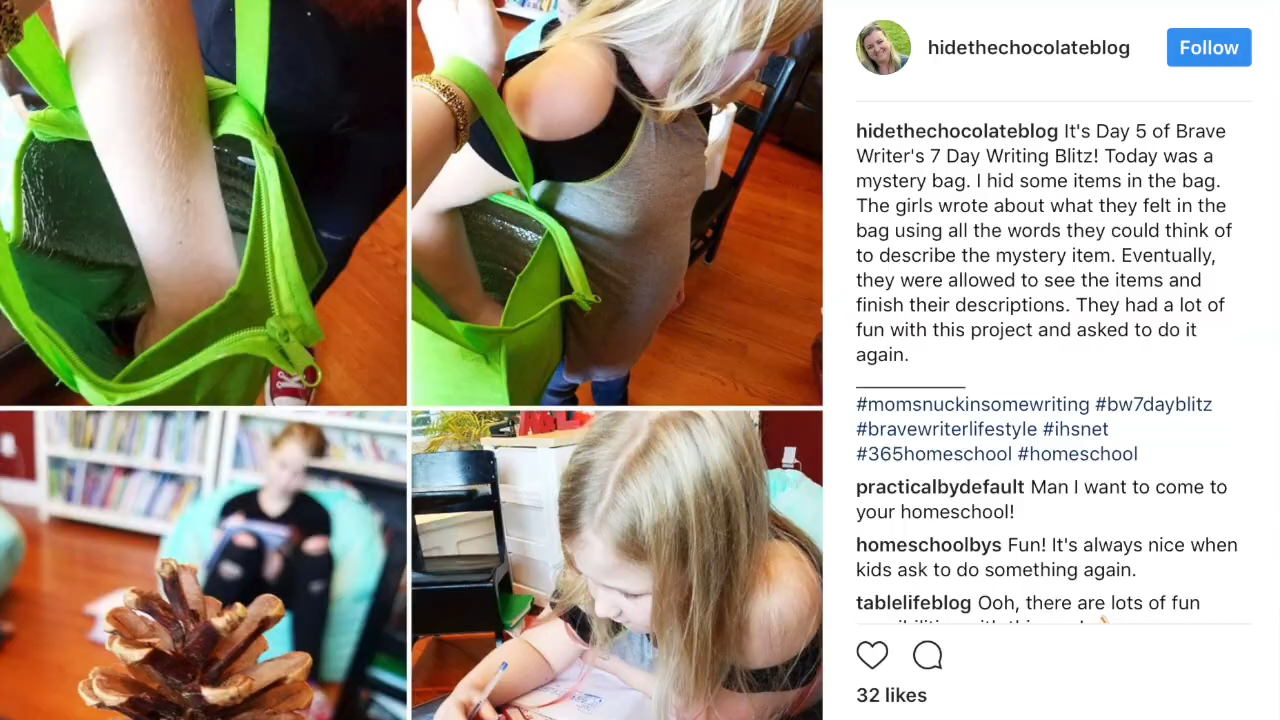 hidethechocolateblog
Follow
hidethechocolateblog It's Day 5 of Brave
Writer's 7 Day Writing Blitz! Today was a
mystery bag. I hid some items in the bag.
The girls wrote about what they felt in the
bag using all the words they could think of
to describe the mystery item. Eventually,
they were allowed to see the items and
finish their descriptions. They had a lot of
fun with this project and asked to do it
again.
#momsnuckinsomewriting #bw7dayblitz
#bravewriterlifestyle #ihsnet
#365homeschool #homeschool
practicalbydefault Man I want to come to
your homeschool!
homeschoolbys Fun! It's always nice when
kids ask to do something again.
tablelifeblog Ooh, there are lots of fun
32 likes